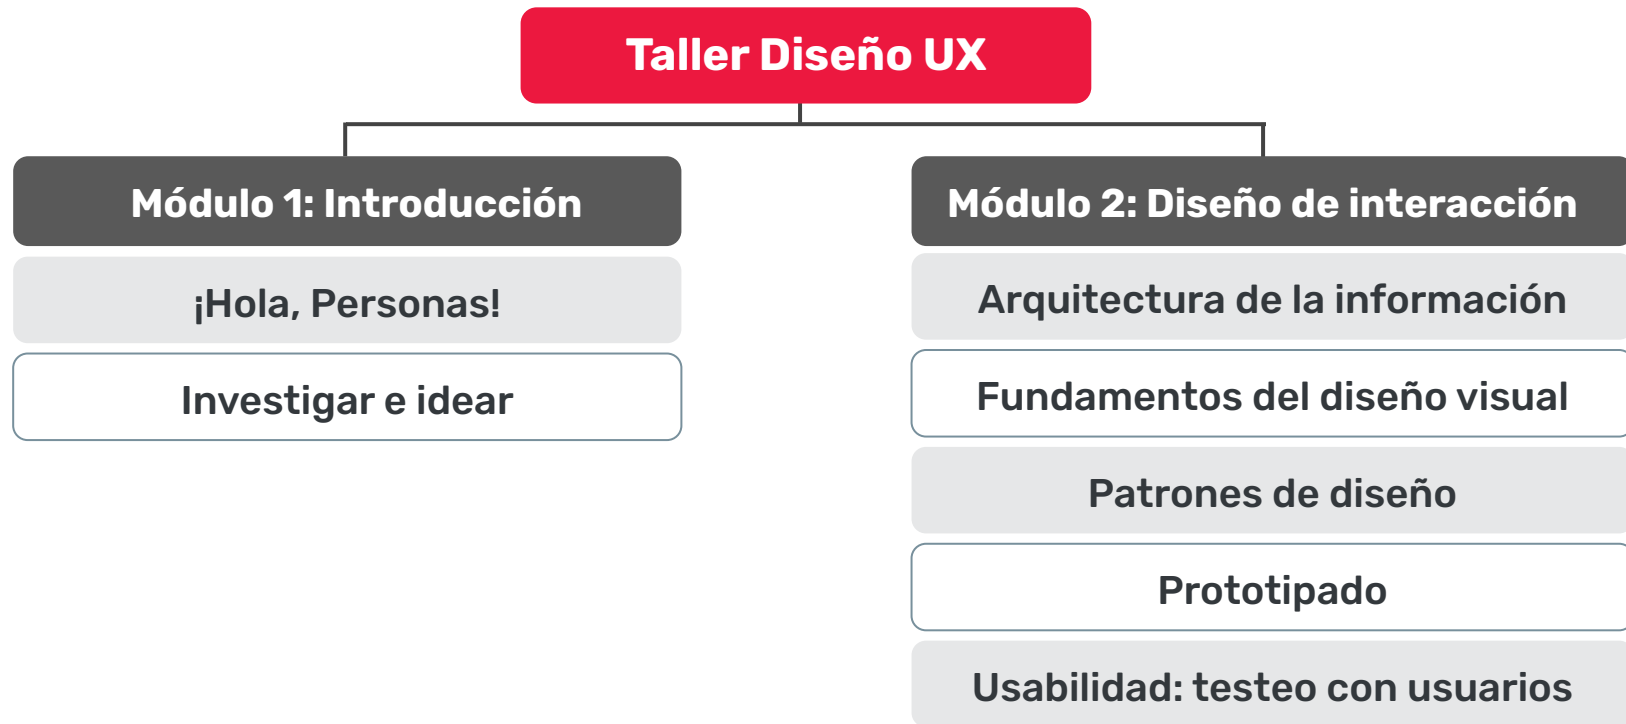 Taller Diseño UX
Módulo 1: Introducción
¡Hola, Personas!
Investigar e idear
Módulo 2: Diseño de interacción
Arquitectura de la información
Fundamentos del diseño visual
Patrones de diseño
Prototipado
Usabilidad: testeo con usuarios